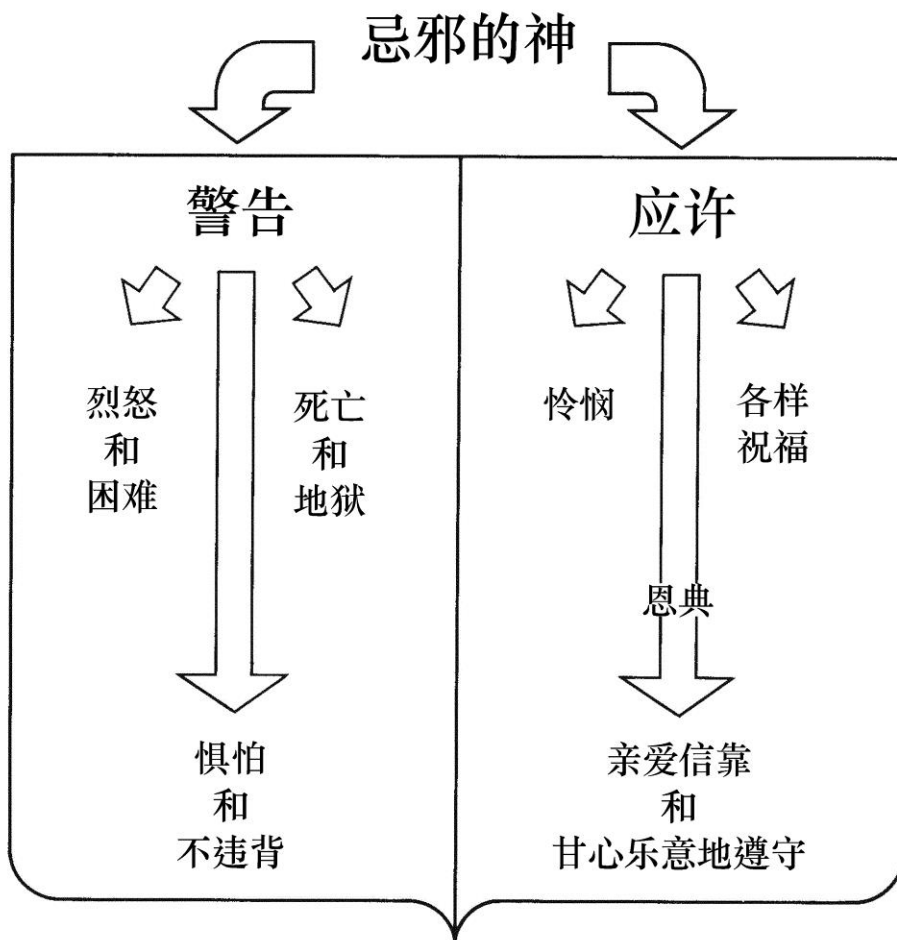 忌邪的神
警告
烈怒
和
困难
死亡
和
地狱
惧怕
和
不违背
应许
怜悯
各样
祝福
恩典
亲爱信靠
和
甘心乐意地遵守